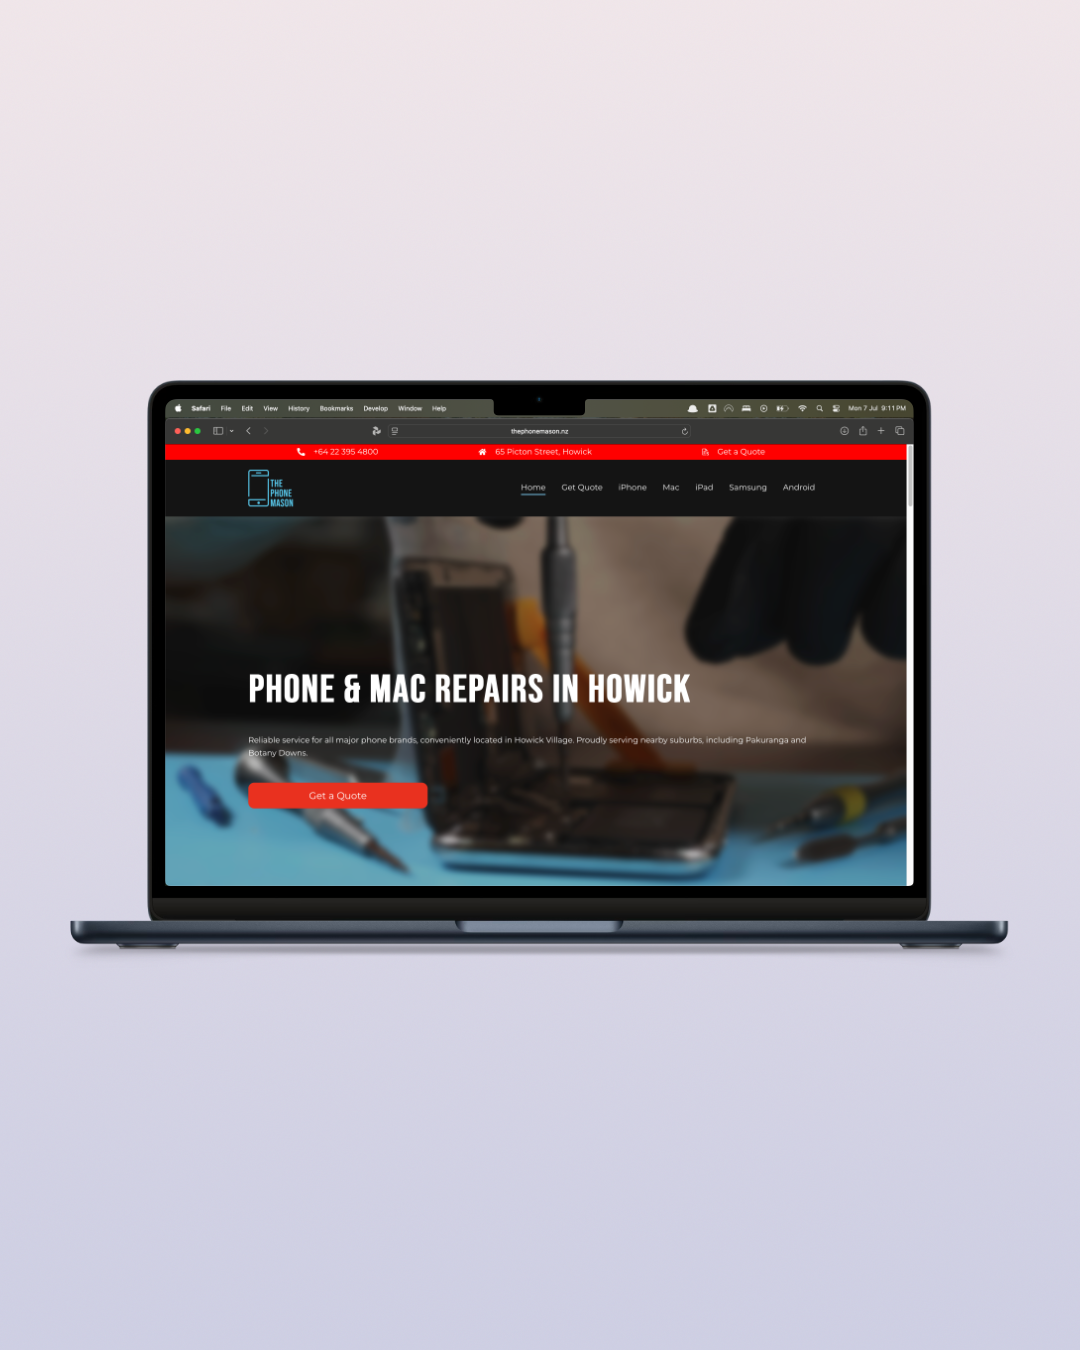 Safari File Edit View History Bookmarks Develop Window Help Mon 7 Jul 9:11 PM
thephonemason.nz
+64 22 395 4800 65 Picton Street, Howick Get a Quote
THE
PHONE
MASON
Home Get Quote iPhone Mac iPad Samsung Android
PHONE & MAC REPAIRS IN HOWICK
Reliable service for all major phone brands, conveniently located in Howick Village. Proudly serving nearby suburbs, including Pakuranga and
Botany Downs.
Get a Quote